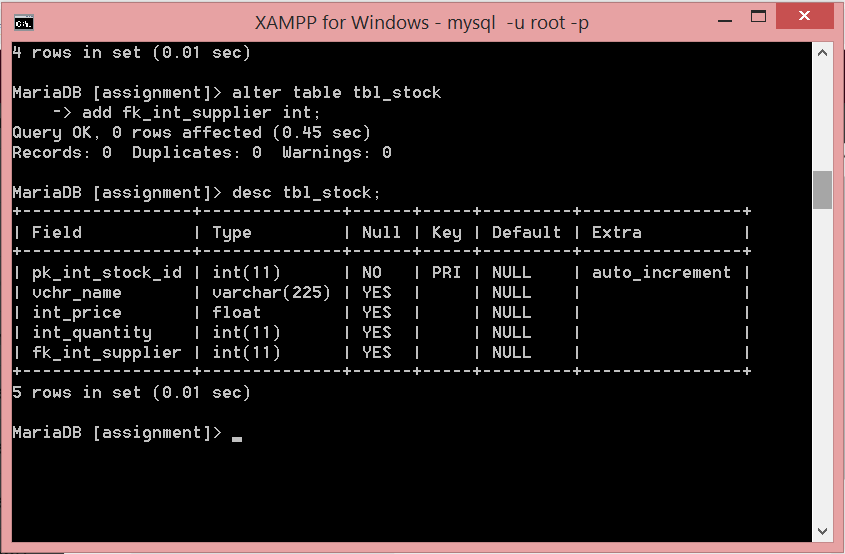 XAMPP for Windows - mysql  -u root -p
4 rows in set (0.01 sec)
MariaDB [assignment]> alter table tbl_stock
    -> add fk_int_supplier int;
Query OK, 0 rows affected (0.45 sec)
Records: 0  Duplicates: 0  Warnings: 0
MariaDB [assignment]> desc tbl_stock;
+-----------------+--------------+------+-----+---------+----------------+
| Field           | Type         | Null | Key | Default | Extra          |
+-----------------+--------------+------+-----+---------+----------------+
| pk_int_stock_id | int(11)      | NO   | PRI | NULL    | auto_increment |
| vchr_name       | varchar(225) | YES  |     | NULL    |                |
| int_price       | float        | YES  |     | NULL    |                |
| int_quantity    | int(11)      | YES  |     | NULL    |                |
| fk_int_supplier | int(11)      | YES  |     | NULL    |                |
+-----------------+--------------+------+-----+---------+----------------+
5 rows in set (0.01 sec)
MariaDB [assignment]> _